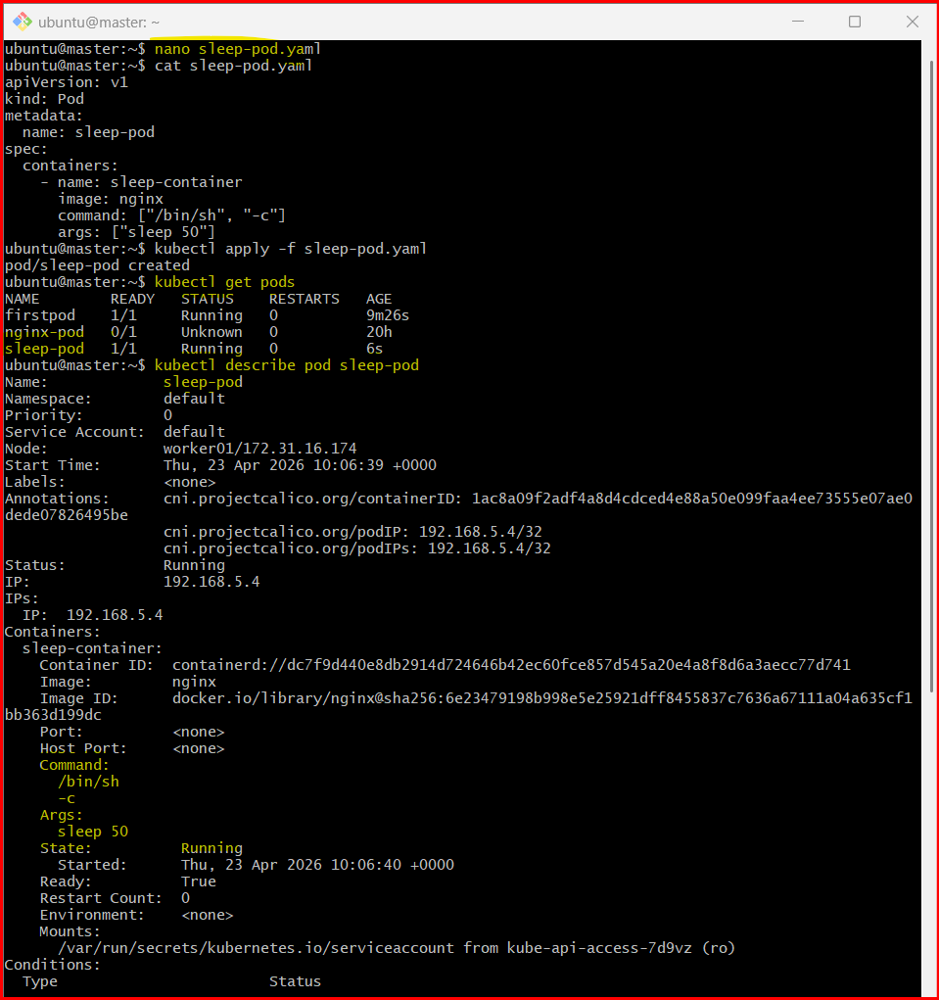 ubuntu@master: ~
ubuntu@master:~$ nano sleep-pod.yaml
ubuntu@master:~$ cat sleep-pod.yaml
apiVersion: v1
kind: Pod
metadata:
  name: sleep-pod
spec:
  containers:
    - name: sleep-container
      image: nginx
      command: ["/bin/sh", "-c"]
      args: ["sleep 50"]
ubuntu@master:~$ kubectl apply -f sleep-pod.yaml
pod/sleep-pod created
ubuntu@master:~$ kubectl get pods
NAME        READY   STATUS    RESTARTS   AGE
firstpod    1/1     Running   0          9m26s
nginx-pod   0/1     Unknown   0          20h
sleep-pod   1/1     Running   0          6s
ubuntu@master:~$ kubectl describe pod sleep-pod
Name:             sleep-pod
Namespace:        default
Priority:         0
Service Account:  default
Node:             worker01/172.31.16.174
Start Time:       Thu, 23 Apr 2026 10:06:39 +0000
Labels:           <none>
Annotations:      cni.projectcalico.org/containerID: 1ac8a09f2adf4a8d4cdced4e88a50e099faa4ee73555e07ae0
dede07826495be
                  cni.projectcalico.org/podIP: 192.168.5.4/32
                  cni.projectcalico.org/podIPs: 192.168.5.4/32
Status:           Running
IP:               192.168.5.4
IPs:
  IP:  192.168.5.4
Containers:
  sleep-container:
    Container ID:  containerd://dc7f9d440e8db2914d724646b42ec60fce857d545a20e4a8f8d6a3aecc77d741
    Image:         nginx
    Image ID:      docker.io/library/nginx@sha256:6e23479198b998e5e25921dff8455837c7636a67111a04a635cf1
bb363d199dc
    Port:          <none>
    Host Port:     <none>
    Command:
      /bin/sh
      -c
    Args:
      sleep 50
    State:          Running
      Started:      Thu, 23 Apr 2026 10:06:40 +0000
    Ready:          True
    Restart Count:  0
    Environment:    <none>
    Mounts:
      /var/run/secrets/kubernetes.io/serviceaccount from kube-api-access-7d9vz (ro)
Conditions:
  Type                        Status